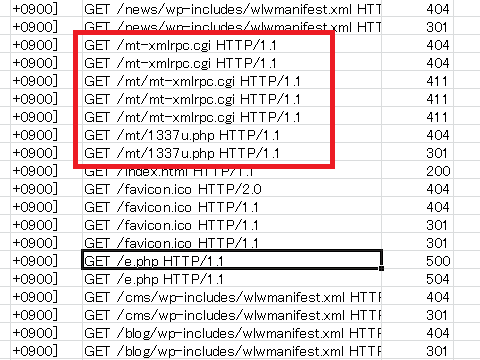 +0900] GET /news/wp-includes/wlwmanifest.xml HTT 404
+0900] GET /news/wp-includes/wlwmanifest.xml HTT 301
+0900] GET /mt-xmlrpc.cgi HTTP/1.1 404
+0900] GET /mt-xmlrpc.cgi HTTP/1.1 404
+0900] GET /mt/mt-xmlrpc.cgi HTTP/1.1 411
+0900] GET /mt/mt-xmlrpc.cgi HTTP/1.1 411
+0900] GET /mt/mt-xmlrpc.cgi HTTP/1.1 411
+0900] GET /mt/1337u.php HTTP/1.1 404
+0900] GET /mt/1337u.php HTTP/1.1 301
+0900] GET /index.html HTTP/1.1 200
+0900] GET /favicon.ico HTTP/2.0 404
+0900] GET /favicon.ico HTTP/1.1 301
+0900] GET /favicon.ico HTTP/1.1 301
+0900] GET /favicon.ico HTTP/1.1 301
+0900] GET /e.php HTTP/1.1 500
+0900] GET /e.php HTTP/1.1 504
+0900] GET /cms/wp-includes/wlwmanifest.xml HTTF 404
+0900] GET /cms/wp-includes/wlwmanifest.xml HTTF 301
+0900] GET /blog/wp-includes/wlwmanifest.xml HTT 404
+0900] GET /blog/wp-includes/wlwmanifest.xml HTT 301